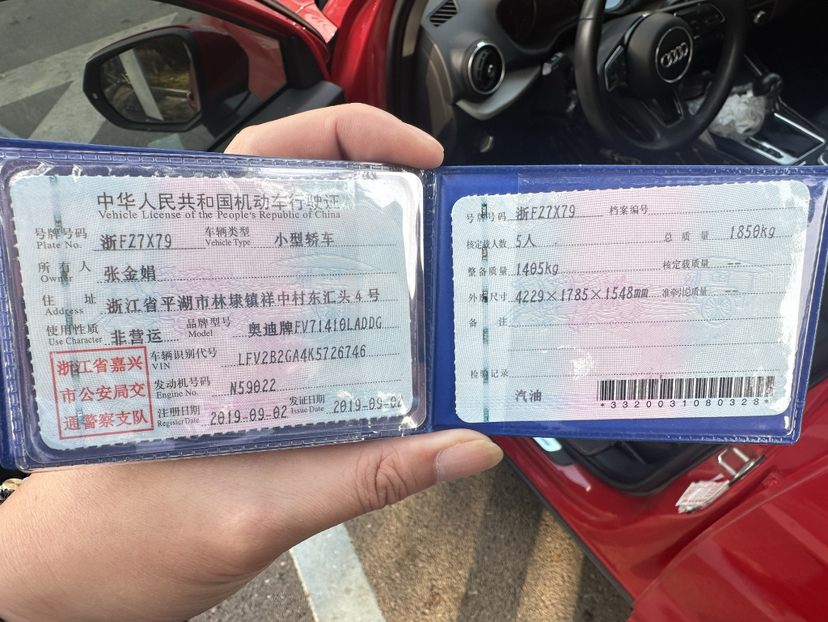 中华人民共和国机动车行驶证
Vehicle License of the People's Republic of China
号牌号码 浙FZ7X79 车辆类型 小型轿车
Plate No. Vehicle Type
所有人 张金娟
Owner
住址 浙江省平湖市林埭镇祥中村东汇头4号
Address
使用性质 非营运 品牌型号 奥迪牌FV71410LADDG
Use Character Model
浙江省嘉兴
市公安局交
通警察支队
车辆识别代号 LFV2B2GA4K5726746
VIN
发动机号码 N59022
Engine No.
注册日期 2019-09-02 发证日期 2019-09-02
Register Date Issue Date
号牌号码 浙FZ7X79 档案编号
核定载人数 5人 总质量 1850kg
整备质量 1405kg 核定载质量 --
外廓尺寸 4229×1785×1548mm 准牵引总质量 --
备注
检验记录
汽油
*3320031080328*